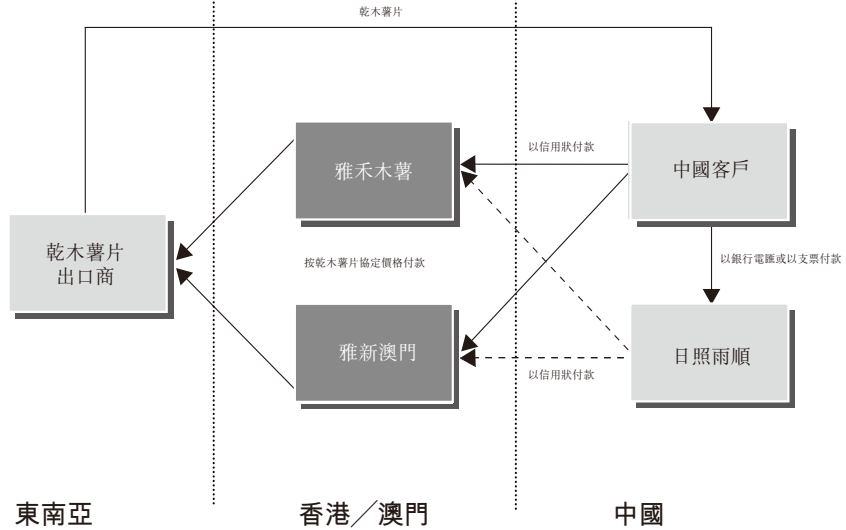 乾木薯片
以信用狀付款
雅禾木薯
中國客戶
乾木薯片
出口商
按乾木薯片協定價格付款
以銀行電匯或以支票付款
雅新澳門
日照雨順
以信用狀付款
東南亞
香港／澳門
中國